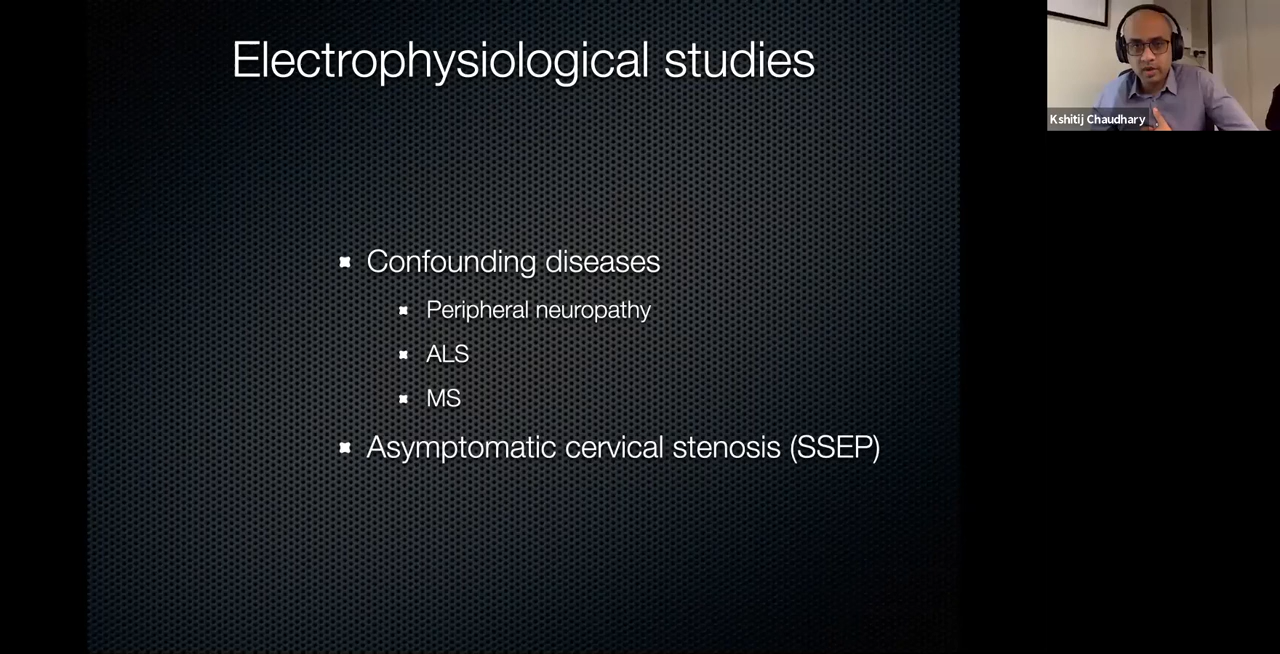 Electrophysiological studies
Kshitij Chaudhary
Confounding diseases
Peripheral neuropathy
ALS
MS
Asymptomatic cervical stenosis (SSEP)